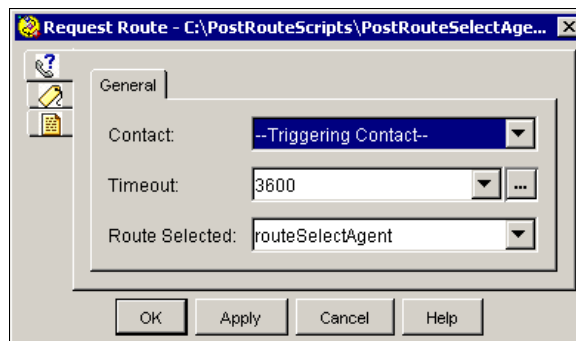 Request Route - C:\PostRouteScripts\PostRouteSelectAge...
General
Contact: --Triggering Contact--
Timeout: 3600 ...
Route Selected: routeSelectAgent
OK Apply Cancel Help